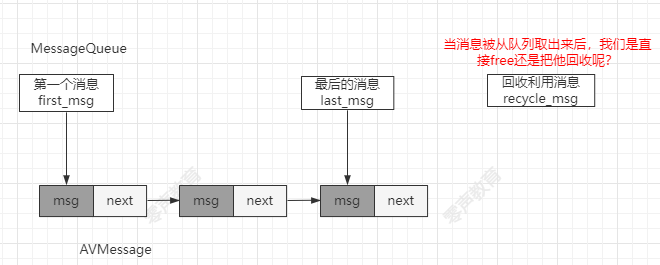 MessageQueue
当消息被从队列取出来后，我们是直
接free还是把他回收呢?
第一个消息
first_msg
最后的消息
last_msg
回收利用消息
recycle_msg
msg
next
msg
next
msg
next
零声教育
零声教育
AVMessage